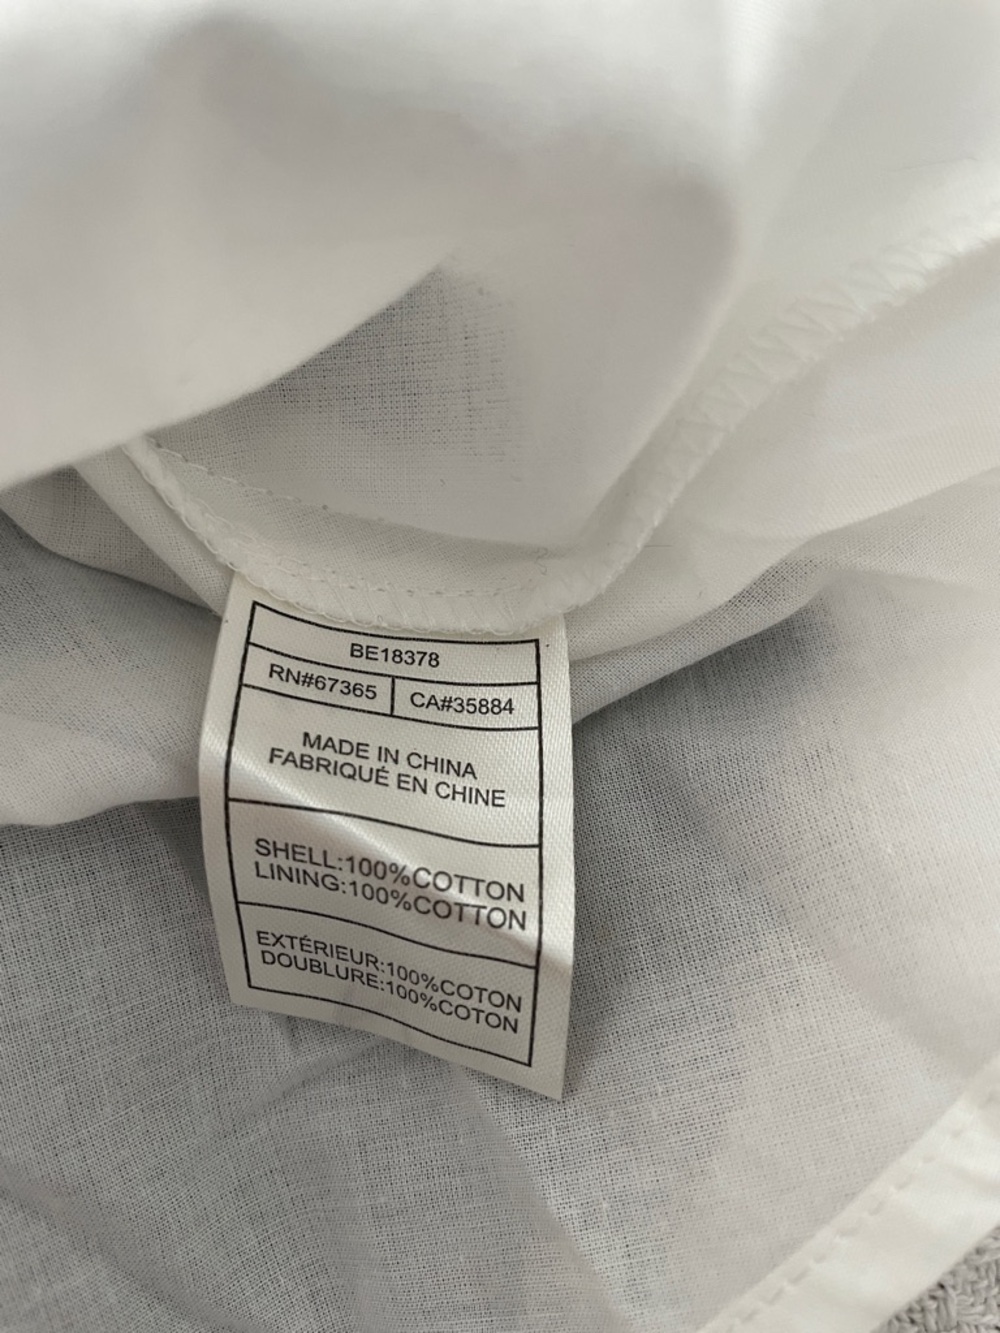 BE18378
RN#67365 CA#35884
MADE IN CHINA
FABRIQUÉ EN CHINE
SHELL:100%COTTON
LINING:100%COTTON
EXTÉRIEUR:100%COTON
DOUBLURE:100%COTON